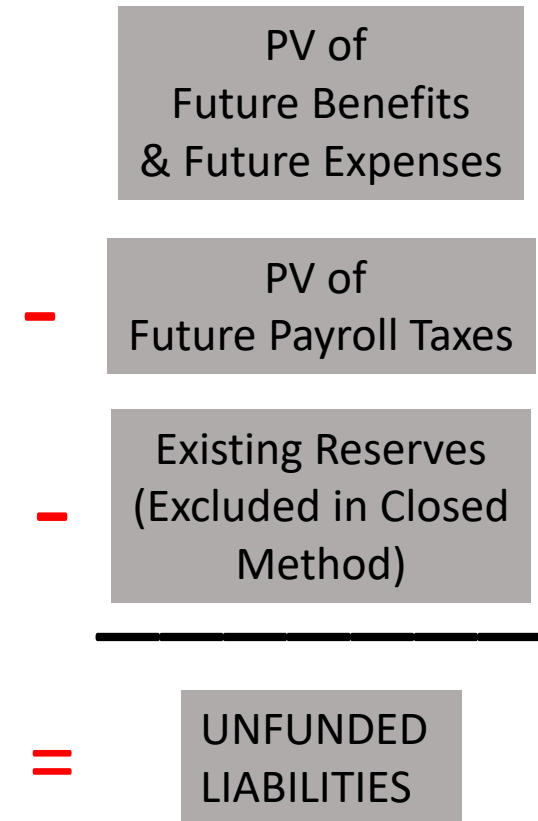 PV of
Future Benefits
& Future Expenses
- PV of
Future Payroll Taxes
- Existing Reserves
(Excluded in Closed
Method)
= UNFUNDED
LIABILITIES